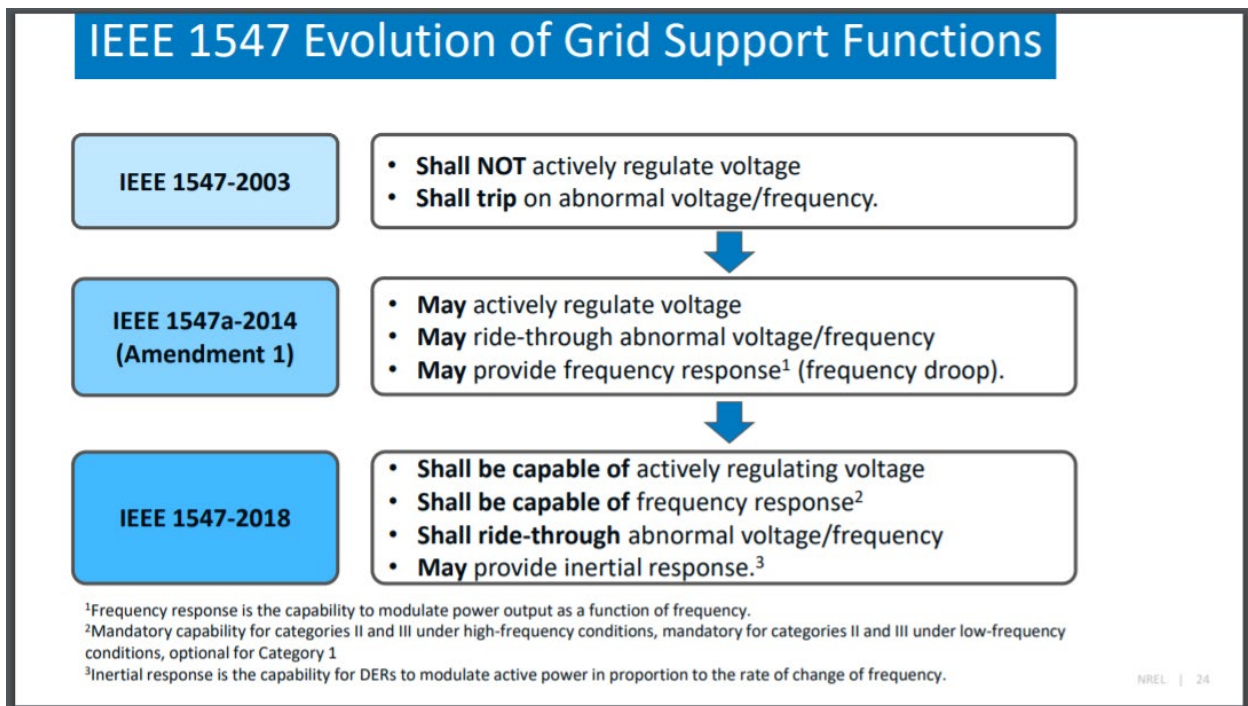 IEEE 1547 Evolution of Grid Support Functions
IEEE 1547-2003
• Shall NOT actively regulate voltage
• Shall trip on abnormal voltage/frequency.
IEEE 1547a-2014
(Amendment 1)
• May actively regulate voltage
• May ride-through abnormal voltage/frequency
• May provide frequency response¹ (frequency droop).
IEEE 1547-2018
• Shall be capable of actively regulating voltage
• Shall be capable of frequency response²
• Shall ride-through abnormal voltage/frequency
• May provide inertial response.³
¹Frequency response is the capability to modulate power output as a function of frequency.
²Mandatory capability for categories II and III under high-frequency conditions, mandatory for categories II and III under low-frequency
conditions, optional for Category 1
³Inertial response is the capability for DERs to modulate active power in proportion to the rate of change of frequency.
NREL | 24